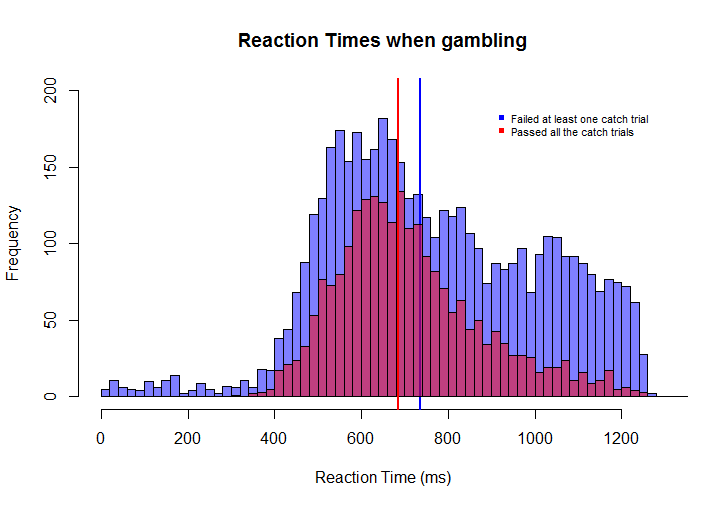 Reaction Times when gambling
Failed at least one catch trial
Passed all the catch trials
200
150
100
50
0
Frequency
0 200 400 600 800 1000 1200
Reaction Time (ms)